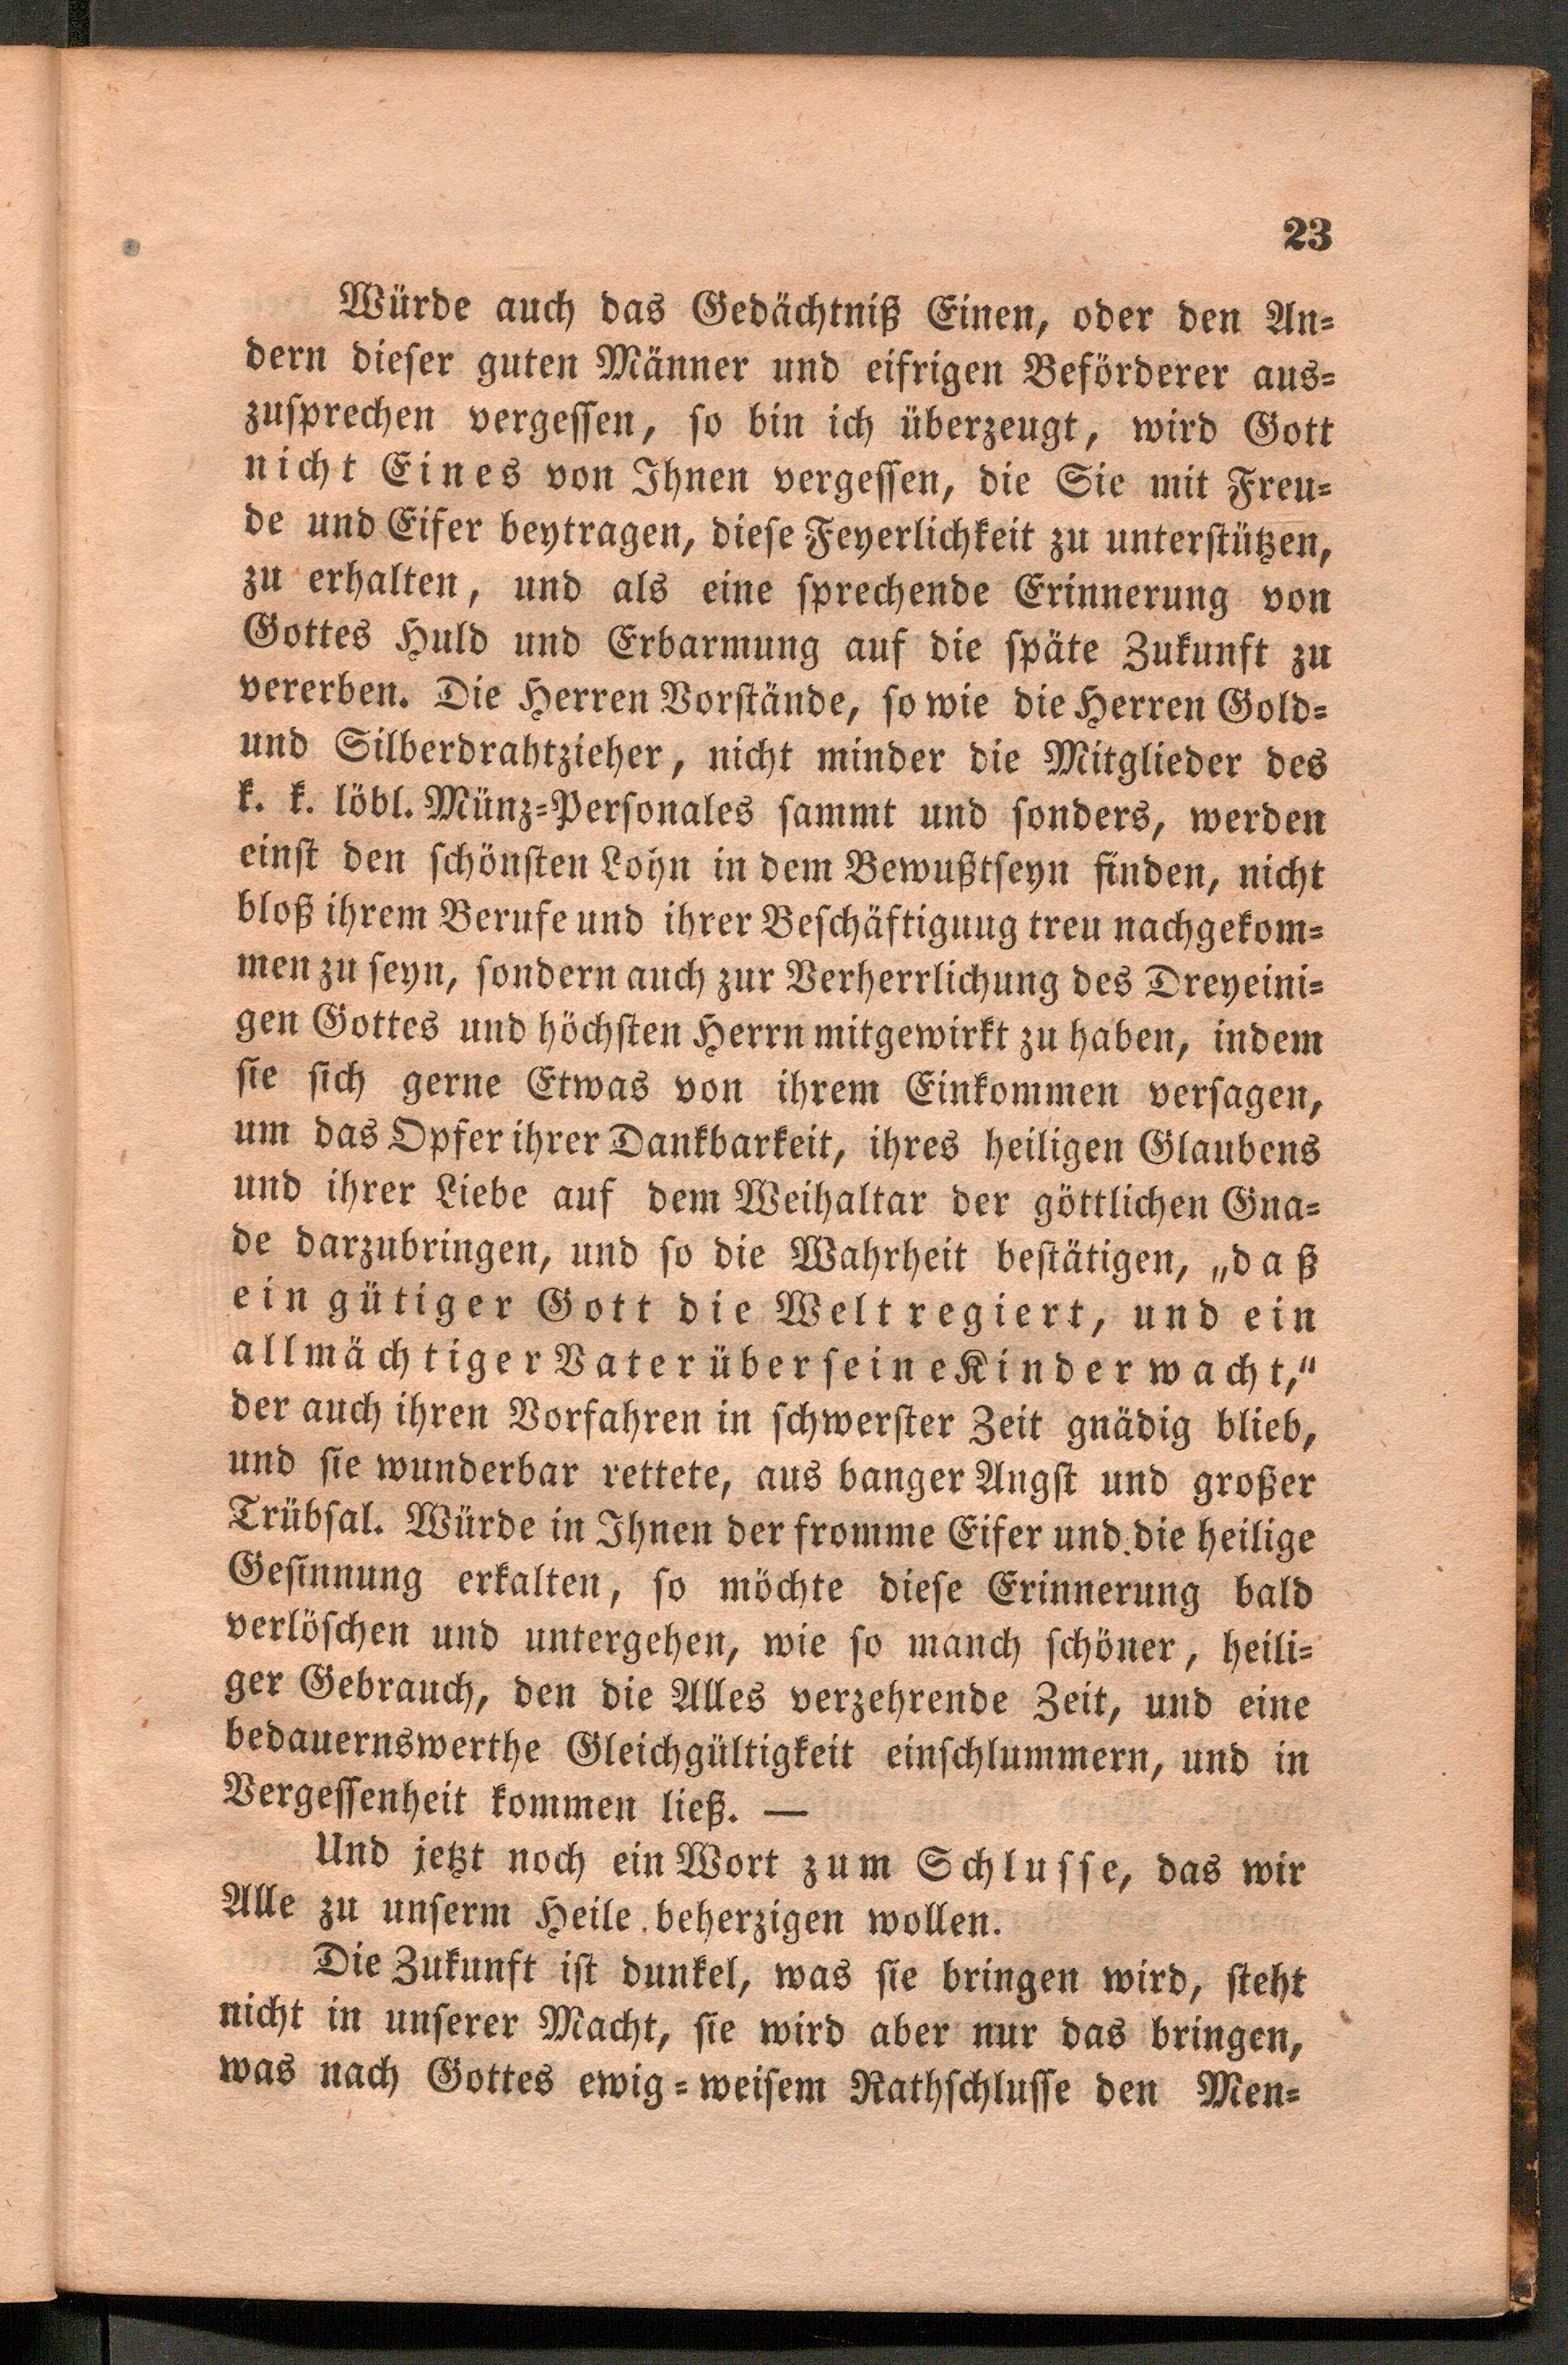 23
Würde auch das Gedächtniß Einen, oder den An=
dern dieser guten Männer und eifrigen Beförderer aus=
zusprechen vergessen, so bin ich überzeugt, wird Gott
nicht Eines von Ihnen vergessen, die Sie mit Freu=
de und Eifer beytragen, diese Feyerlichkeit zu unterstützen,
zu erhalten, und als eine sprechende Erinnerung von
Gottes Huld und Erbarmung auf die späte Zukunft zu
vererben. Die Herren Vorstände, so wie die Herren Gold=
und Silberdrahtzieher, nicht minder die Mitglieder des
k. k. löbl. Münz=Personales sammt und sonders, werden
einst den schönsten Lohn in dem Bewußtseyn finden, nicht
bloß ihrem Berufe und ihrer Beschäftiguug treu nachgekom=
men zu seyn, sondern auch zur Verherrlichung des Dreyeini=
gen Gottes und höchsten Herrn mitgewirkt zu haben, indem
sie sich gerne Etwas von ihrem Einkommen versagen,
um das Opfer ihrer Dankbarkeit, ihres heiligen Glaubens
und ihrer Liebe auf dem Weihaltar der göttlichen Gna=
de darzubringen, und so die Wahrheit bestätigen, „daß
ein gütiger Gott die Welt regiert, und ein
allmächtiger Vater über seine Kinder wacht,“
der auch ihren Vorfahren in schwerster Zeit gnädig blieb,
und sie wunderbar rettete, aus banger Angst und großer
Trübsal. Würde in Ihnen der fromme Eifer und die heilige
Gesinnung erkalten, so möchte diese Erinnerung bald
verlöschen und untergehen, wie so manch schöner, heili=
ger Gebrauch, den die Alles verzehrende Zeit, und eine
bedauernswerthe Gleichgültigkeit einschlummern, und in
Vergessenheit kommen ließ. —
Und jetzt noch ein Wort zum Schlusse, das wir
Alle zu unserm Heile beherzigen wollen.
Die Zukunft ist dunkel, was sie bringen wird, steht
nicht in unserer Macht, sie wird aber nur das bringen,
was nach Gottes ewig=weisem Rathschlusse den Men=